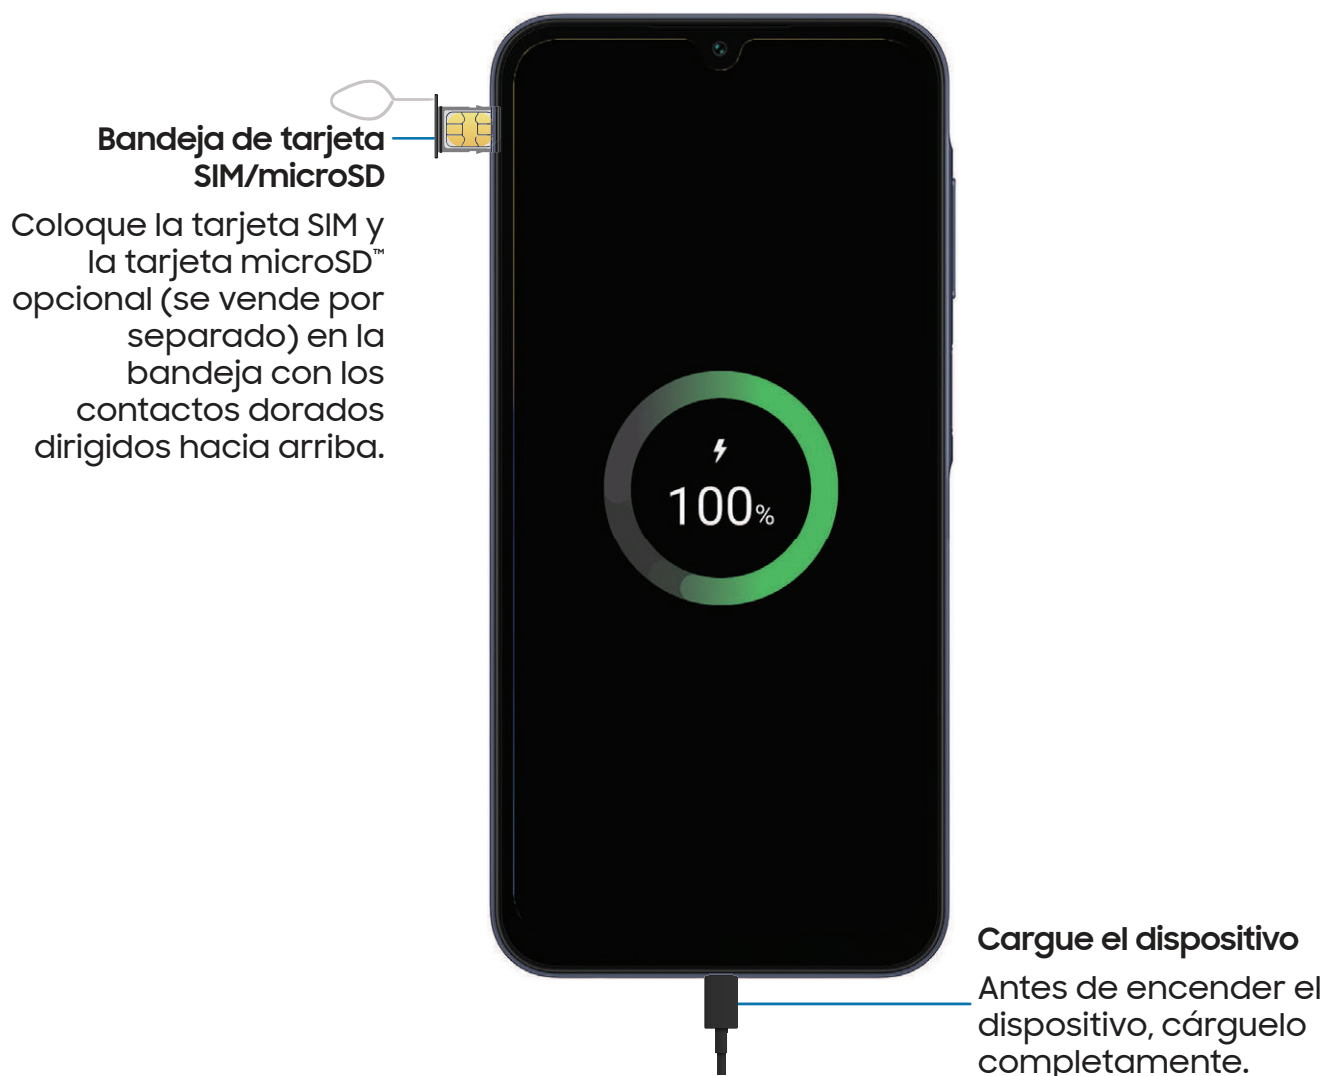 Bandeja de tarjeta
SIM/microSD
Coloque la tarjeta SIM y
la tarjeta microSD™
opcional (se vende por
separado) en la
bandeja con los
contactos dorados
dirigidos hacia arriba.
100%
Cargue el dispositivo
Antes de encender el
dispositivo, cárguelo
completamente.